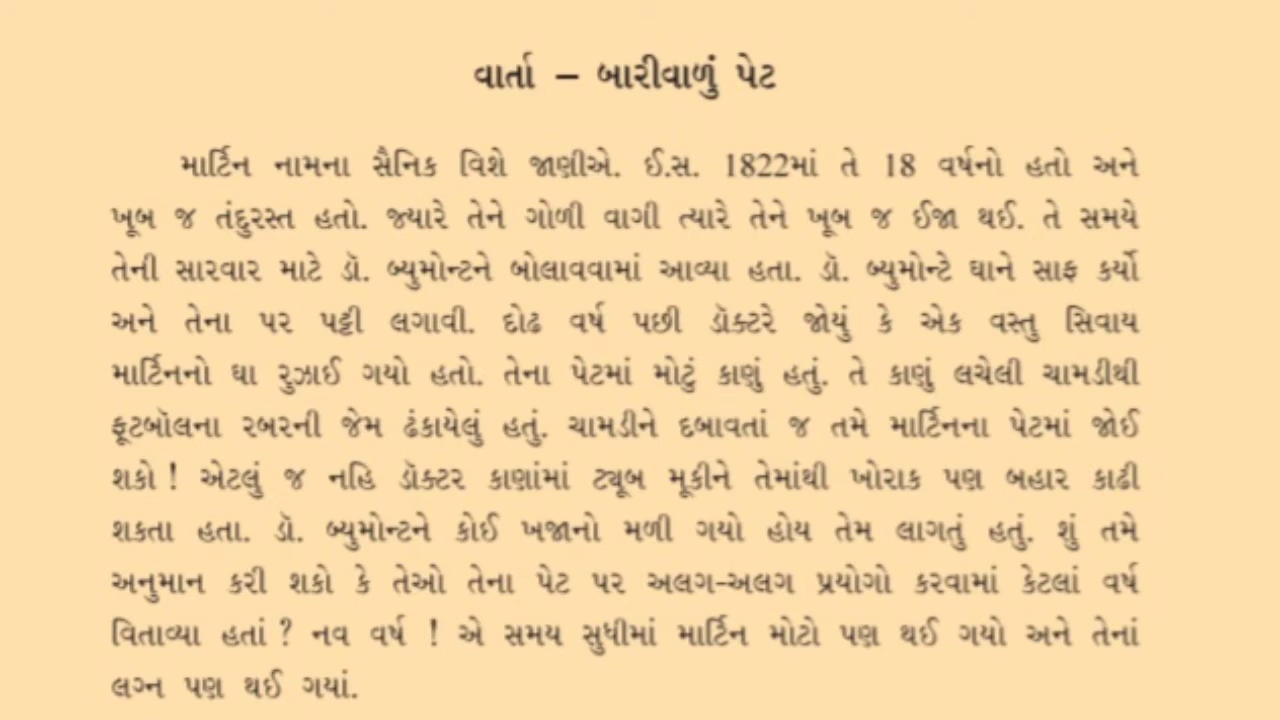 વાર્તા – બારીવાળું પેટ
માર્ટિન નામના સૈનિક વિશે જાણીએ. ઈ.સ. 1822માં તે 18 વર્ષનો હતો અને
ખૂબ જ તંદુરસ્ત હતો. જ્યારે તેને ગોળી વાગી ત્યારે તેને ખૂબ જ ઈજા થઈ. તે સમયે
તેની સારવાર માટે ડૉ. બ્યુમોન્ટને બોલાવવામાં આવ્યા હતા. ડૉ. બ્યુમોન્ટે ઘાને સાફ કર્યો
અને તેના પર પટ્ટી લગાવી. દોઢ વર્ષ પછી ડૉક્ટરે જોયું કે એક વસ્તુ સિવાય
માર્ટિનનો ઘા રુઝાઈ ગયો હતો. તેના પેટમાં મોટું કાણું હતું. તે કાણું લચેલી ચામડીથી
ફૂટબૉલના રબરની જેમ ઢંકાયેલું હતું. ચામડીને દબાવતાં જ તમે માર્ટિનના પેટમાં જોઈ
શકો ! એટલું જ નહિ ડૉક્ટર કાણાંમાં ટ્યૂબ મૂકીને તેમાંથી ખોરાક પણ બહાર કાઢી
શકતા હતા. ડૉ. બ્યુમોન્ટને કોઈ ખજાનો મળી ગયો હોય તેમ લાગતું હતું. શું તમે
અનુમાન કરી શકો કે તેઓ તેના પેટ પર અલગ-અલગ પ્રયોગો કરવામાં કેટલાં વર્ષ
વિતાવ્યા હતાં ? નવ વર્ષ ! એ સમય સુધીમાં માર્ટિન મોટો પણ થઈ ગયો અને તેનાં
લગ્ન પણ થઈ ગયાં.